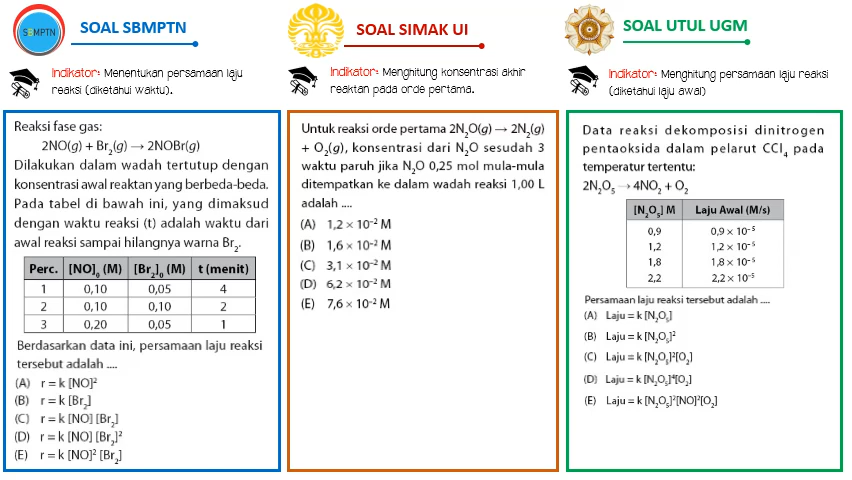 SBMPTN
SOAL SBMPTN
Indikator: Menentukan persamaan laju
reaksi (diketahui waktu).
Reaksi fase gas:
2NO(g) + Br₂(g) → 2NOBr(g)
Dilakukan dalam wadah tertutup dengan
konsentrasi awal reaktan yang berbeda-beda.
Pada tabel di bawah ini, yang dimaksud
dengan waktu reaksi (t) adalah waktu dari
awal reaksi sampai hilangnya warna Br₂.
Perc. [NO]₀ (M) [Br₂]₀ (M) t (menit)
1 0,10 0,05 4
2 0,10 0,10 2
3 0,20 0,05 1
Berdasarkan data ini, persamaan laju reaksi
tersebut adalah ....
(A) r = k [NO]²
(B) r = k [Br₂]
(C) r = k [NO] [Br₂]
(D) r = k [NO] [Br₂]²
(E) r = k [NO]² [Br₂]
SOAL SIMAK UI
Indikator: Menghitung konsentrasi akhir
reaktan pada orde pertama.
Untuk reaksi orde pertama 2N₂O(g) → 2N₂(g)
+ O₂(g), konsentrasi dari N₂O sesudah 3
waktu paruh jika N₂O 0,25 mol mula-mula
ditempatkan ke dalam wadah reaksi 1,00 L
adalah ....
(A) 1,2 × 10⁻² M
(B) 1,6 × 10⁻² M
(C) 3,1 × 10⁻² M
(D) 6,2 × 10⁻² M
(E) 7,6 × 10⁻² M
SOAL UTUL UGM
Indikator: Menghitung persamaan laju reaksi
(diketahui laju awal)
Data reaksi dekomposisi dinitrogen
pentaoksida dalam pelarut CCl₄ pada
temperatur tertentu:
2N₂O₅ → 4NO₂ + O₂
[N₂O₅] M Laju Awal (M/s)
0,9 0,9 × 10⁻⁵
1,2 1,2 × 10⁻⁵
1,8 1,8 × 10⁻⁵
2,2 2,2 × 10⁻⁵
Persamaan laju reaksi tersebut adalah ....
(A) Laju = k [N₂O₅]
(B) Laju = k [N₂O₅]²
(C) Laju = k [N₂O₅]²[O₂]
(D) Laju = k [N₂O₅]⁴[O₂]
(E) Laju = k [N₂O₅]²[NO]²[O₂]